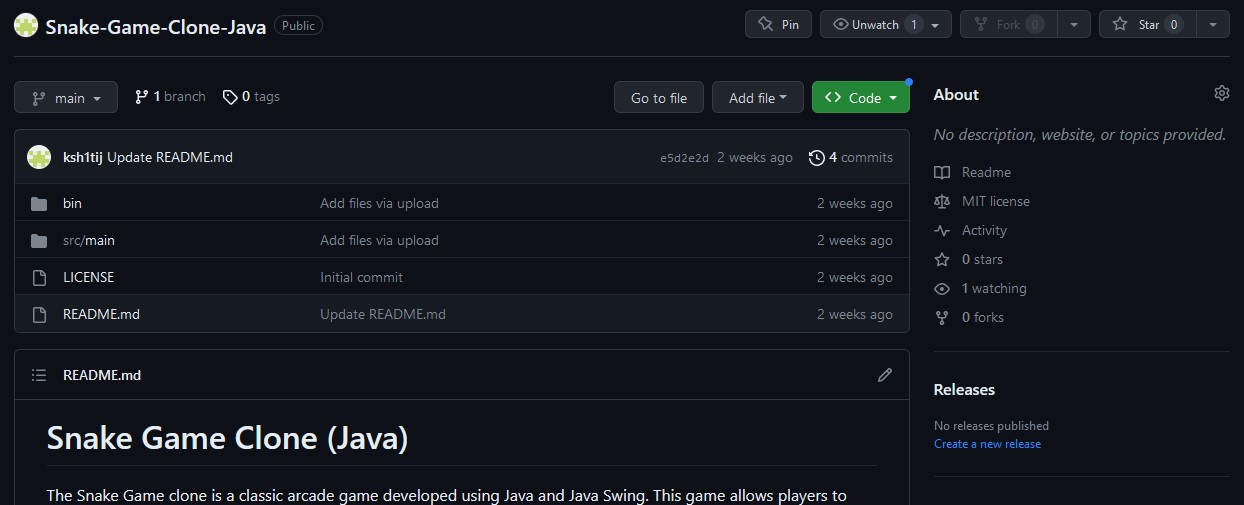 Snake-Game-Clone-Java Public Pin Unwatch 1 Fork 0 Star 0
main 1 branch 0 tags Go to file Add file Code
ksh1tij Update README.md e5d2e2d 2 weeks ago 4 commits
bin Add files via upload 2 weeks ago
src/main Add files via upload 2 weeks ago
LICENSE Initial commit 2 weeks ago
README.md Update README.md 2 weeks ago
README.md
Snake Game Clone (Java)
The Snake Game clone is a classic arcade game developed using Java and Java Swing. This game allows players to
About
No description, website, or topics provided.
Readme
MIT license
Activity
0 stars
1 watching
0 forks
Releases
No releases published
Create a new release